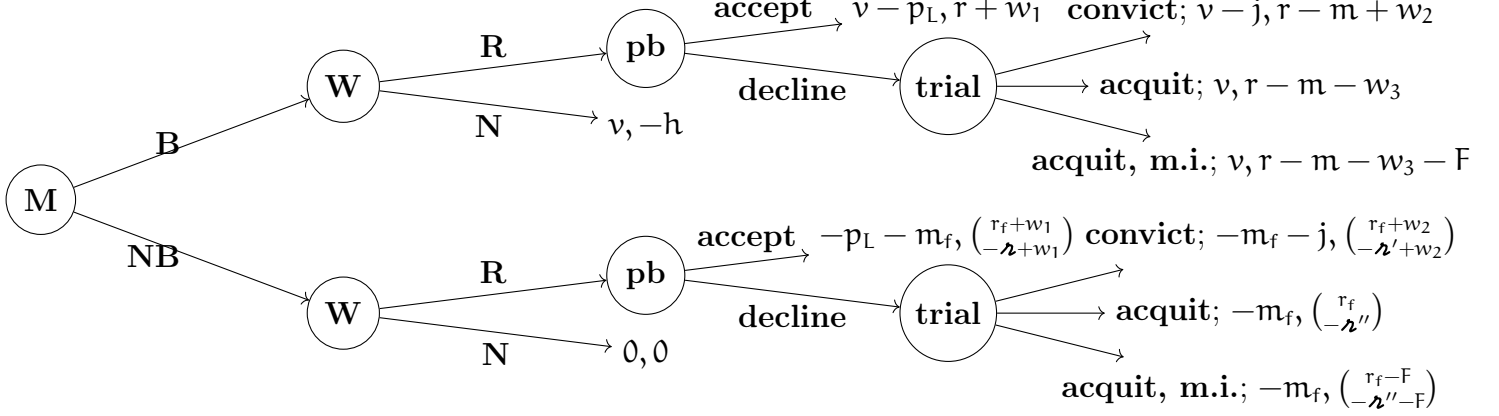 accept v − p_L, r + w_1 convict; v − j, r − m + w_2
R pb
W decline trial acquit; v, r − m − w_3
N v, −h
B acquit, m.i.; v, r − m − w_3 − F
M
accept −p_L − m_f, (r_f+w_1 / −𝓇+w_1) convict; −m_f − j, (r_f+w_2 / −𝓇′+w_2)
NB
R pb
W decline trial acquit; −m_f, (r_f / −𝓇″)
N 0, 0
acquit, m.i.; −m_f, (r_f−F / −𝓇″−F)